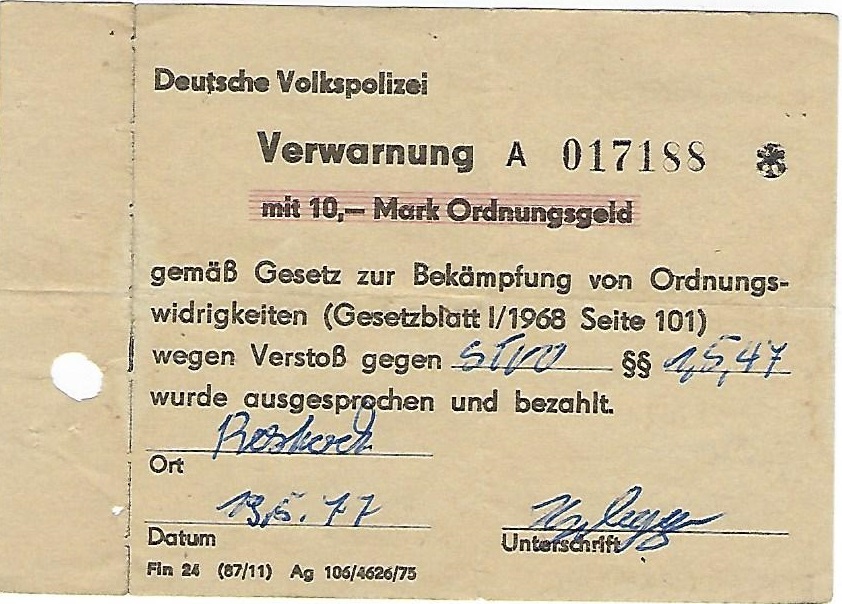 Deutsche Volkspolizei
Verwarnung A 017188
mit 10,— Mark Ordnungsgeld
gemäß Gesetz zur Bekämpfung von Ordnungs-
widrigkeiten (Gesetzblatt I/1968 Seite 101)
wegen Verstoß gegen StVO §§ 1,5,47
wurde ausgesprochen und bezahlt.
Rostock
Ort
13.5.77
Datum
Unterschrift
Fin 24 (87/11) Ag 106/4626/75